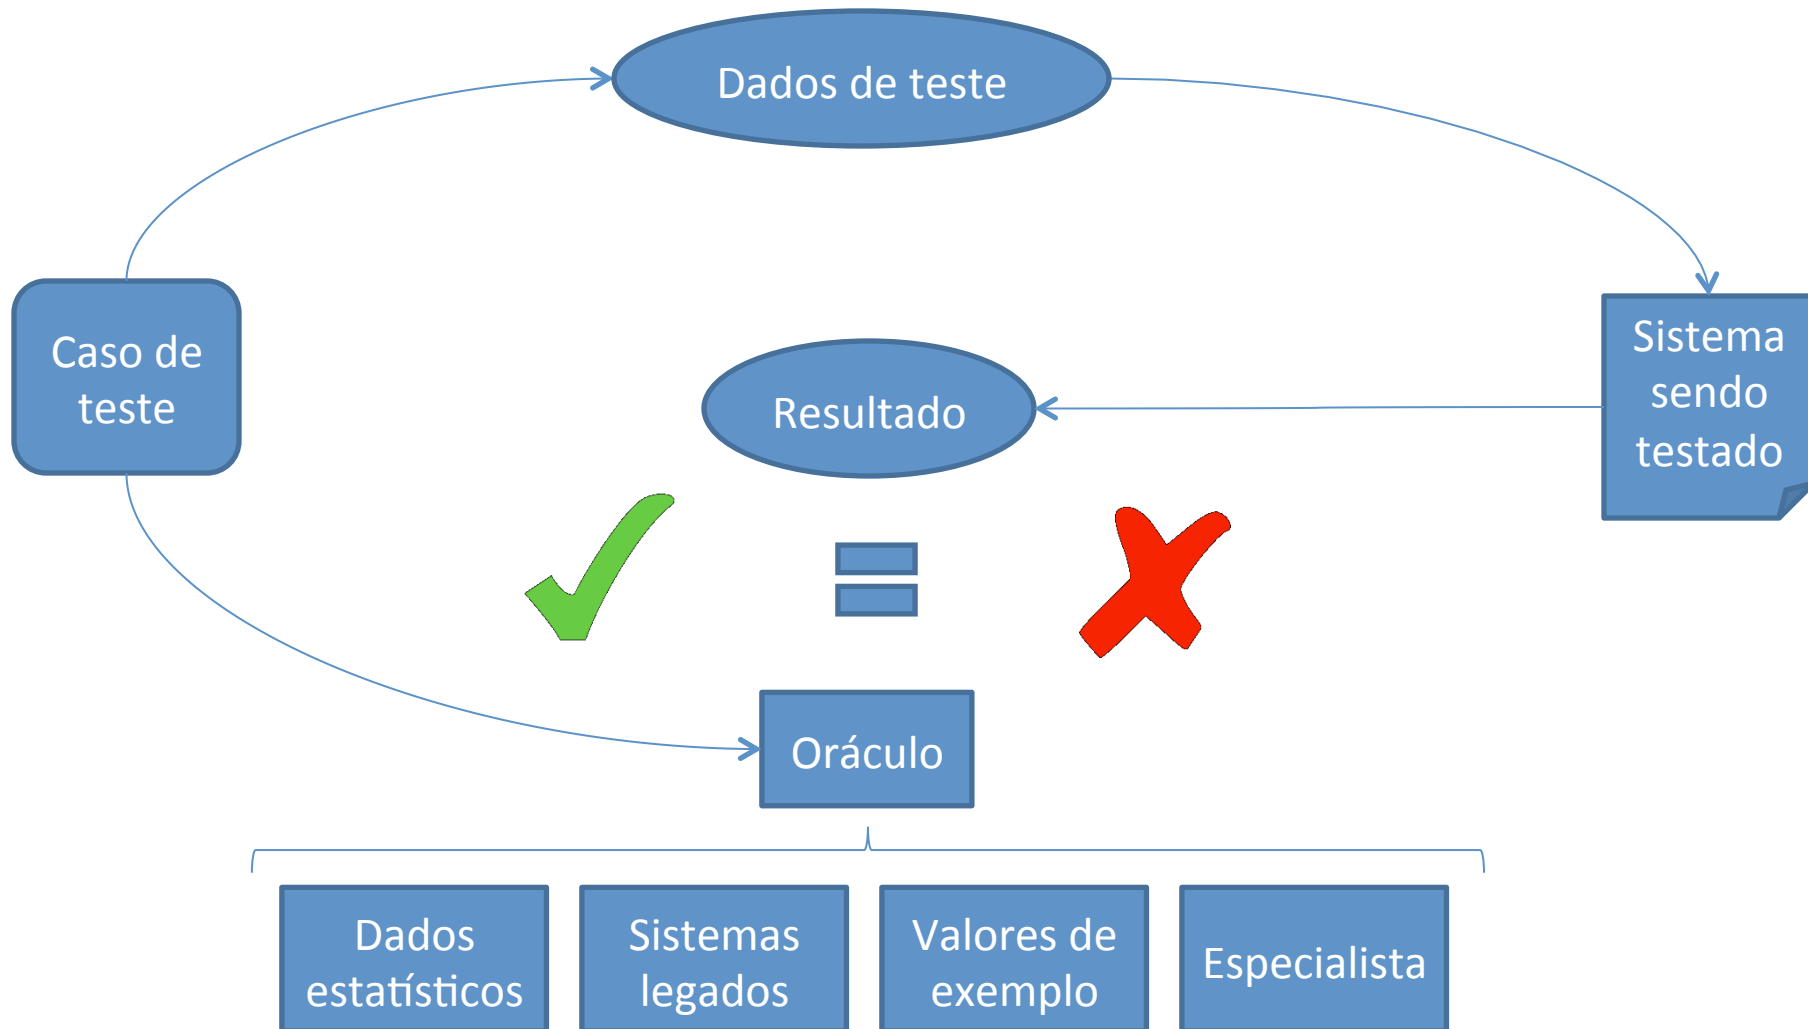 Dados de teste
Caso de
teste
Sistema
sendo
testado
Resultado
Oráculo
Dados
estatísticos
Sistemas
legados
Valores de
exemplo
Especialista